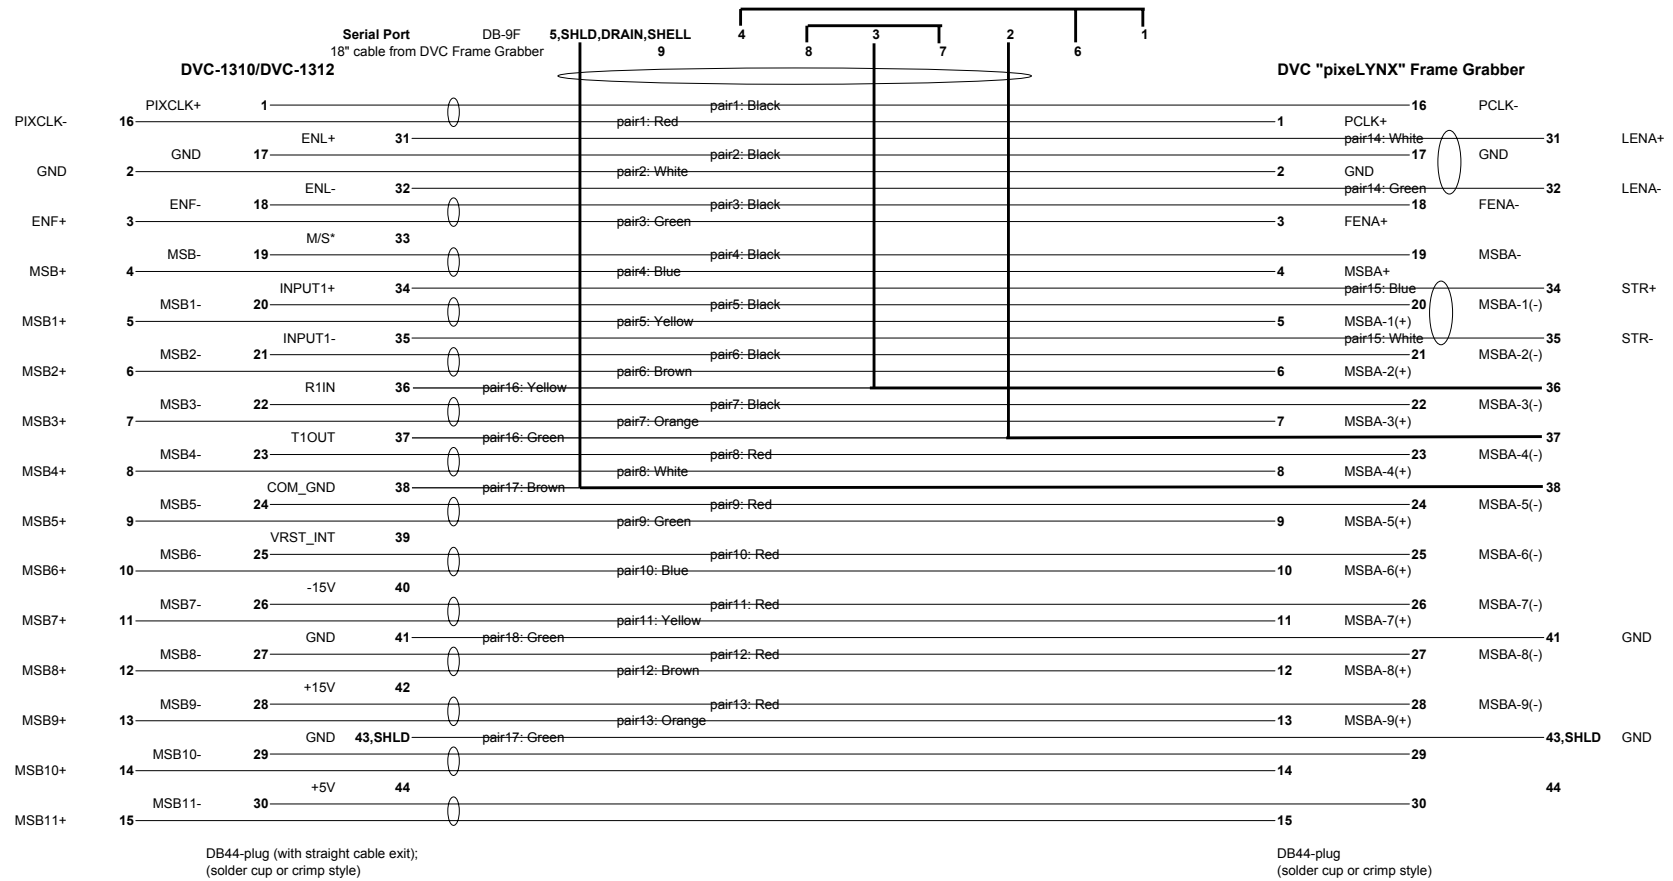 4 3 2 1
Serial Port DB-9F 5,SHLD,DRAIN,SHELL
18" cable from DVC Frame Grabber 9 8 7 6
DVC-1310/DVC-1312 DVC "pixeLYNX" Frame Grabber
PIXCLK+ 1 pair1: Black 16 PCLK-
PIXCLK- 16 pair1: Red 1 PCLK+
ENL+ 31 pair14: White 31 LENA+
GND 17 pair2: Black 17 GND
GND 2 pair2: White 2 GND
ENL- 32 pair14: Green 32 LENA-
ENF- 18 pair3: Black 18 FENA-
ENF+ 3 pair3: Green 3 FENA+
M/S* 33
MSB- 19 pair4: Black 19 MSBA-
MSB+ 4 pair4: Blue 4 MSBA+
INPUT1+ 34 pair15: Blue 34 STR+
MSB1- 20 pair5: Black 20 MSBA-1(-)
MSB1+ 5 pair5: Yellow 5 MSBA-1(+)
INPUT1- 35 pair15: White 35 STR-
MSB2- 21 pair6: Black 21 MSBA-2(-)
MSB2+ 6 pair6: Brown 6 MSBA-2(+)
R1IN 36 pair16: Yellow 36
MSB3- 22 pair7: Black 22 MSBA-3(-)
MSB3+ 7 pair7: Orange 7 MSBA-3(+)
T1OUT 37 pair16: Green 37
MSB4- 23 pair8: Red 23 MSBA-4(-)
MSB4+ 8 pair8: White 8 MSBA-4(+)
COM_GND 38 pair17: Brown 38
MSB5- 24 pair9: Red 24 MSBA-5(-)
MSB5+ 9 pair9: Green 9 MSBA-5(+)
VRST_INT 39
MSB6- 25 pair10: Red 25 MSBA-6(-)
MSB6+ 10 pair10: Blue 10 MSBA-6(+)
-15V 40
MSB7- 26 pair11: Red 26 MSBA-7(-)
MSB7+ 11 pair11: Yellow 11 MSBA-7(+)
GND 41 pair18: Green 41 GND
MSB8- 27 pair12: Red 27 MSBA-8(-)
MSB8+ 12 pair12: Brown 12 MSBA-8(+)
+15V 42
MSB9- 28 pair13: Red 28 MSBA-9(-)
MSB9+ 13 pair13: Orange 13 MSBA-9(+)
GND 43,SHLD pair17: Green 43,SHLD GND
MSB10- 29 29
MSB10+ 14 14
+5V 44 44
MSB11- 30 30
MSB11+ 15 15
DB44-plug (with straight cable exit); DB44-plug
(solder cup or crimp style) (solder cup or crimp style)